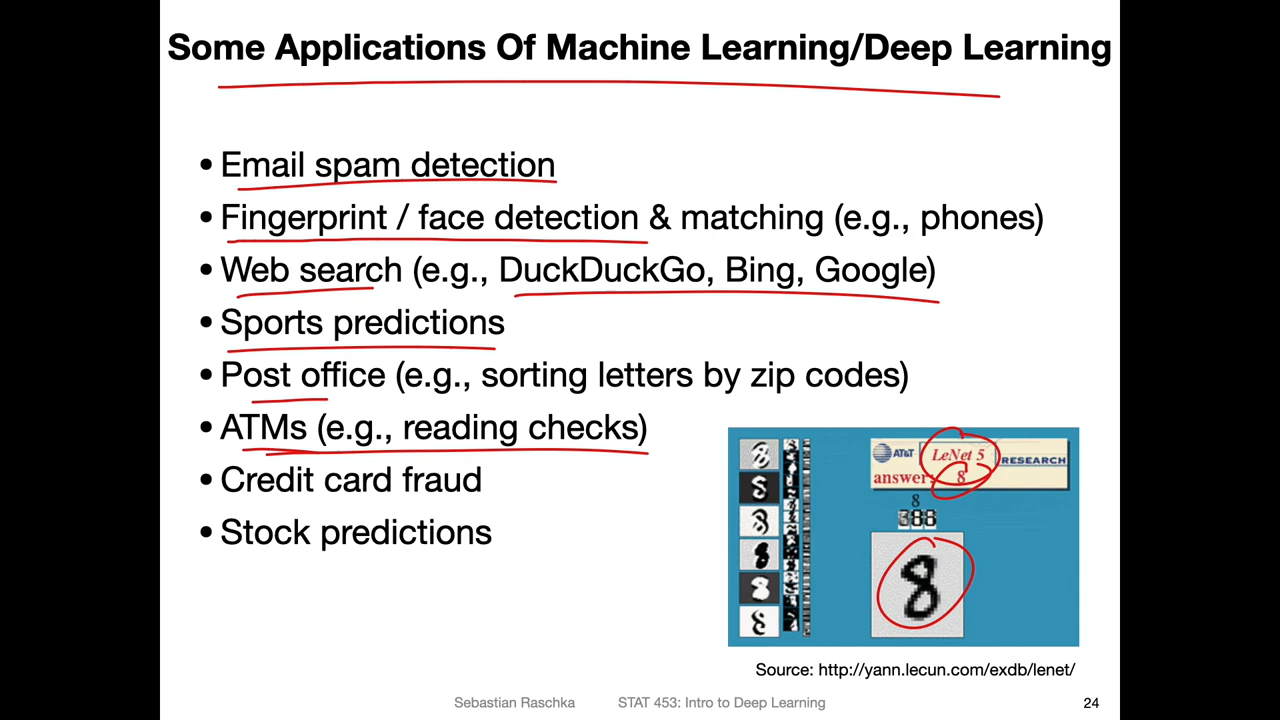 Some Applications Of Machine Learning/Deep Learning
• Email spam detection
• Fingerprint / face detection & matching (e.g., phones)
• Web search (e.g., DuckDuckGo, Bing, Google)
• Sports predictions
• Post office (e.g., sorting letters by zip codes)
• ATMs (e.g., reading checks)
• Credit card fraud
• Stock predictions
AT&T LeNet 5 RESEARCH
answer: 8
8
8
Source: http://yann.lecun.com/exdb/lenet/
Sebastian Raschka STAT 453: Intro to Deep Learning 24